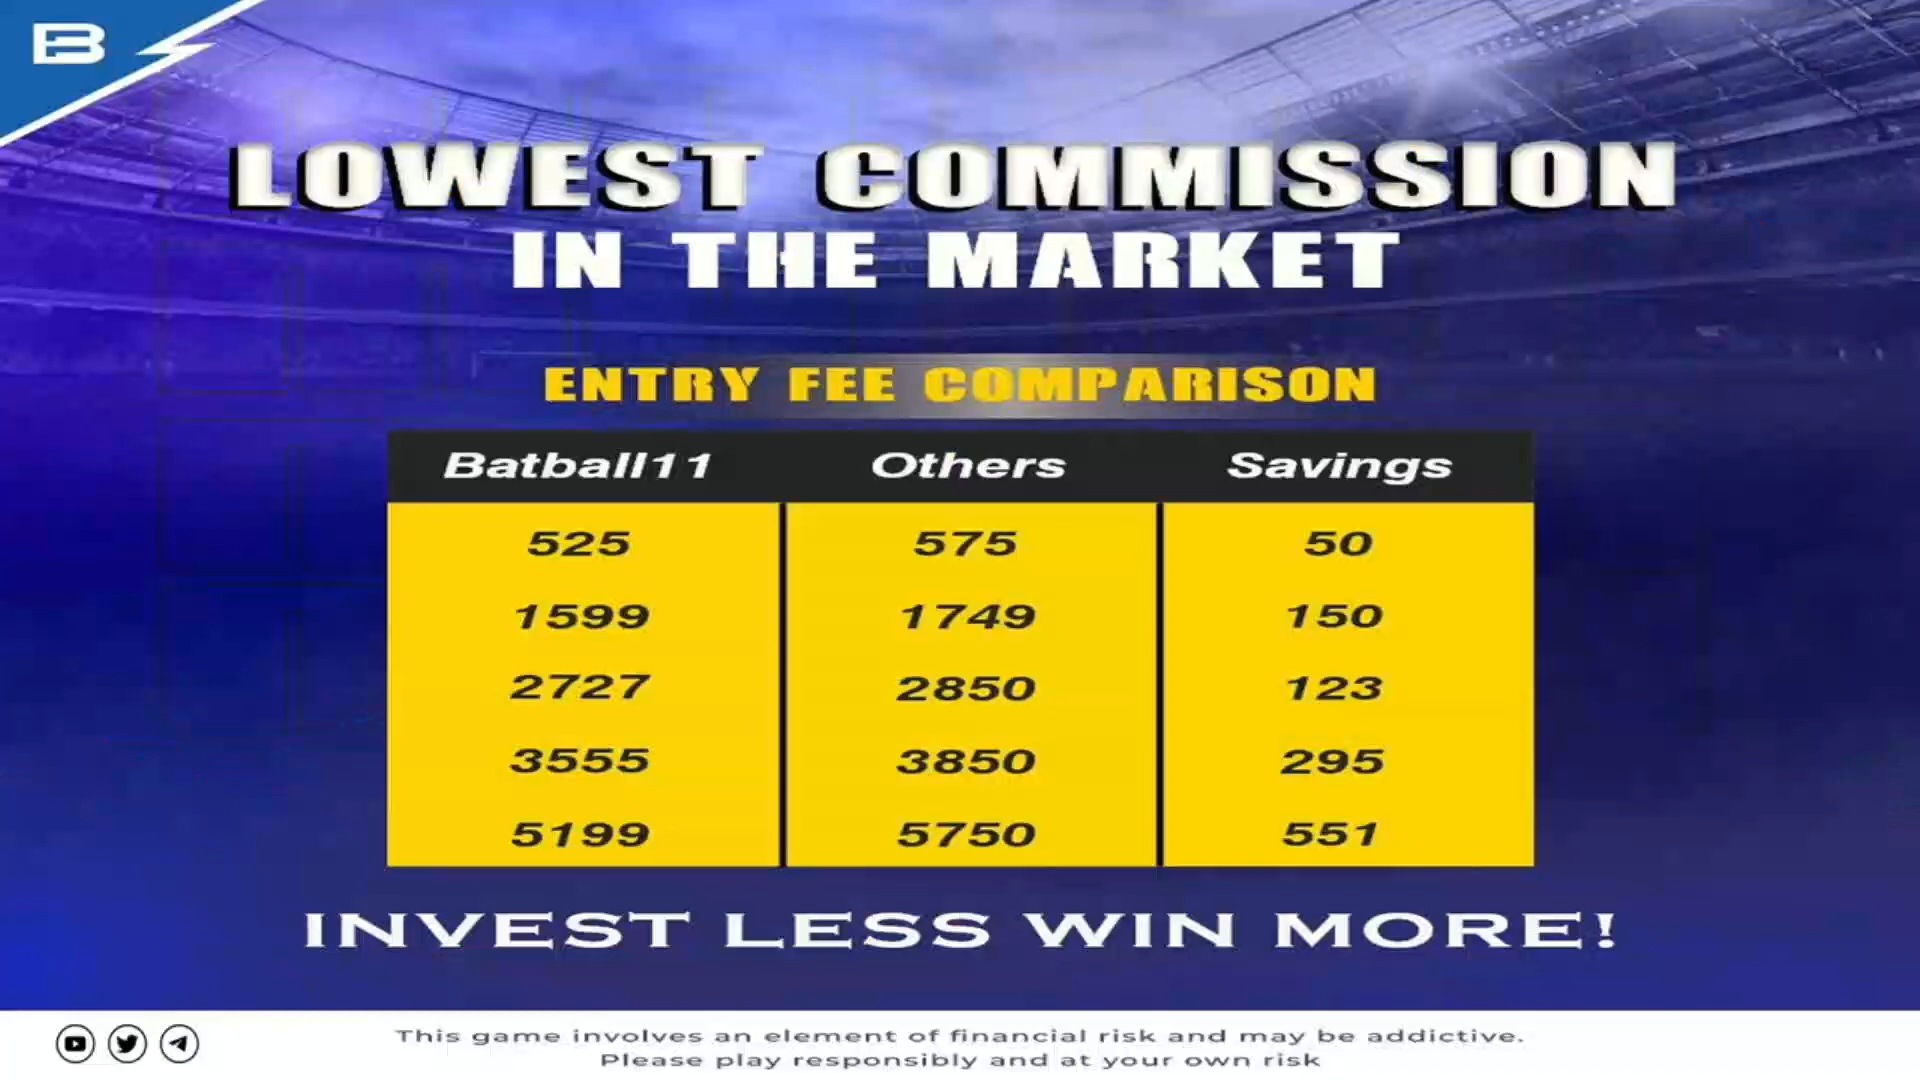 B
LOWEST COMMISSION
IN THE MARKET
ENTRY FEE COMPARISON
Batball11 Others Savings
525 575 50
1599 1749 150
2727 2850 123
3555 3850 295
5199 5750 551
INVEST LESS WIN MORE!
This game involves an element of financial risk and may be addictive.
Please play responsibly and at your own risk